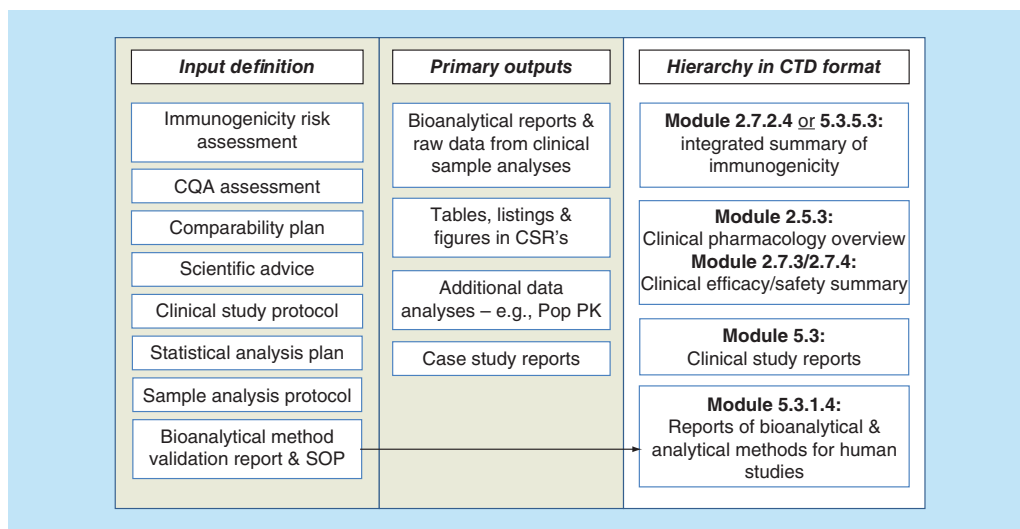 Input definition
Immunogenicity risk
assessment
CQA assessment
Comparability plan
Scientific advice
Clinical study protocol
Statistical analysis plan
Sample analysis protocol
Bioanalytical method
validation report & SOP
Primary outputs
Bioanalytical reports &
raw data from clinical
sample analyses
Tables, listings &
figures in CSR's
Additional data
analyses – e.g., Pop PK
Case study reports
Hierarchy in CTD format
Module 2.7.2.4 or 5.3.5.3:
integrated summary of
immunogenicity
Module 2.5.3:
Clinical pharmacology overview
Module 2.7.3/2.7.4:
Clinical efficacy/safety summary
Module 5.3:
Clinical study reports
Module 5.3.1.4:
Reports of bioanalytical &
analytical methods for human
studies